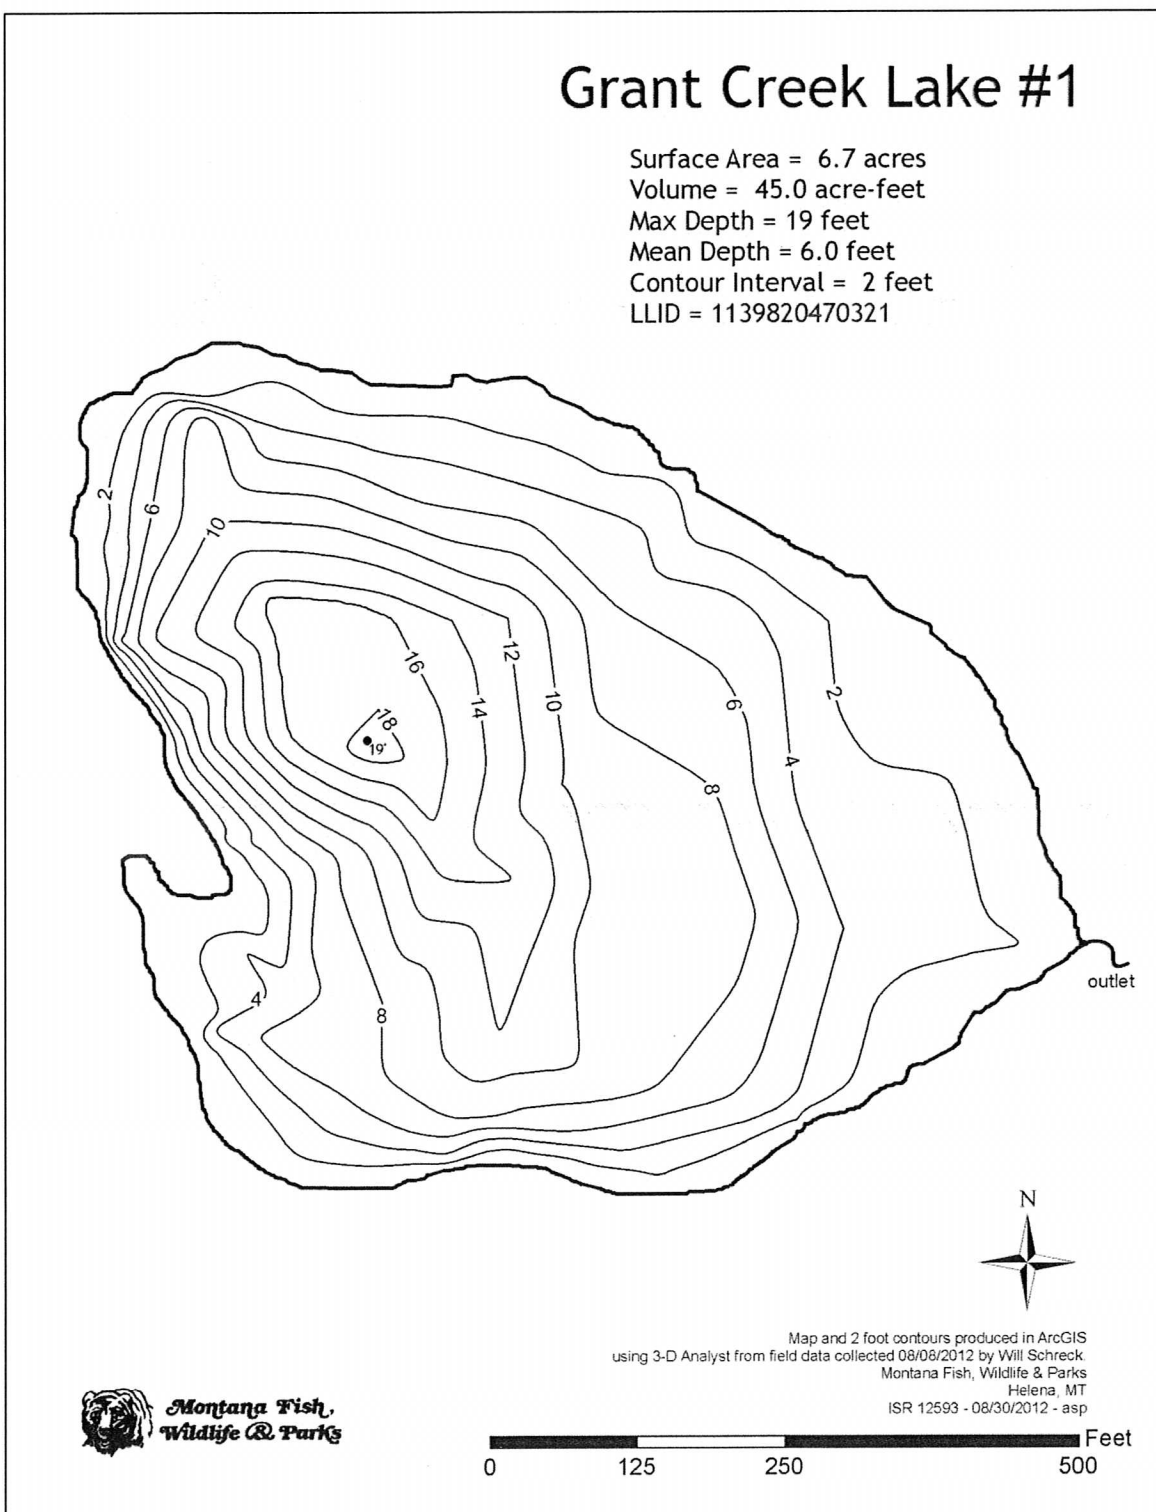 Grant Creek Lake #1
Surface Area = 6.7 acres
Volume = 45.0 acre-feet
Max Depth = 19 feet
Mean Depth = 6.0 feet
Contour Interval = 2 feet
LLID = 1139820470321
2
6
10
12
16
14
10
18
19'
2
6
4
8
4
8
outlet
N
Map and 2 foot contours produced in ArcGIS
using 3-D Analyst from field data collected 08/08/2012 by Will Schreck.
Montana Fish, Wildlife & Parks
Helena, MT
ISR 12593 - 08/30/2012 - asp
Montana Fish,
Wildlife & Parks
Feet
0 125 250 500